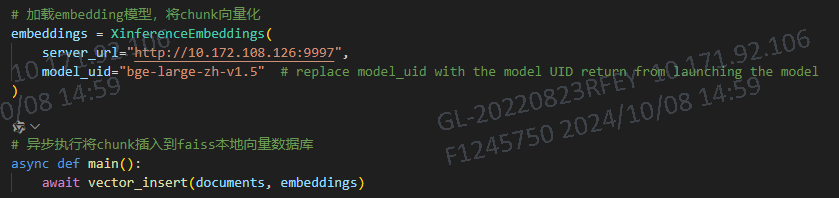 # 加载embedding模型，将chunk向量化
embeddings = XinferenceEmbeddings(
    server_url="http://10.172.108.126:9997",
    model_uid="bge-large-zh-v1.5"  # replace model_uid with the model UID return from launching the model
)
# 异步执行将chunk插入到faiss本地向量数据库
async def main():
    await vector_insert(documents, embeddings)
10.171.92.106
0/08 14:59
GL-20220823RFEY 10.171.92.106
F1245750 2024/10/08 14:59